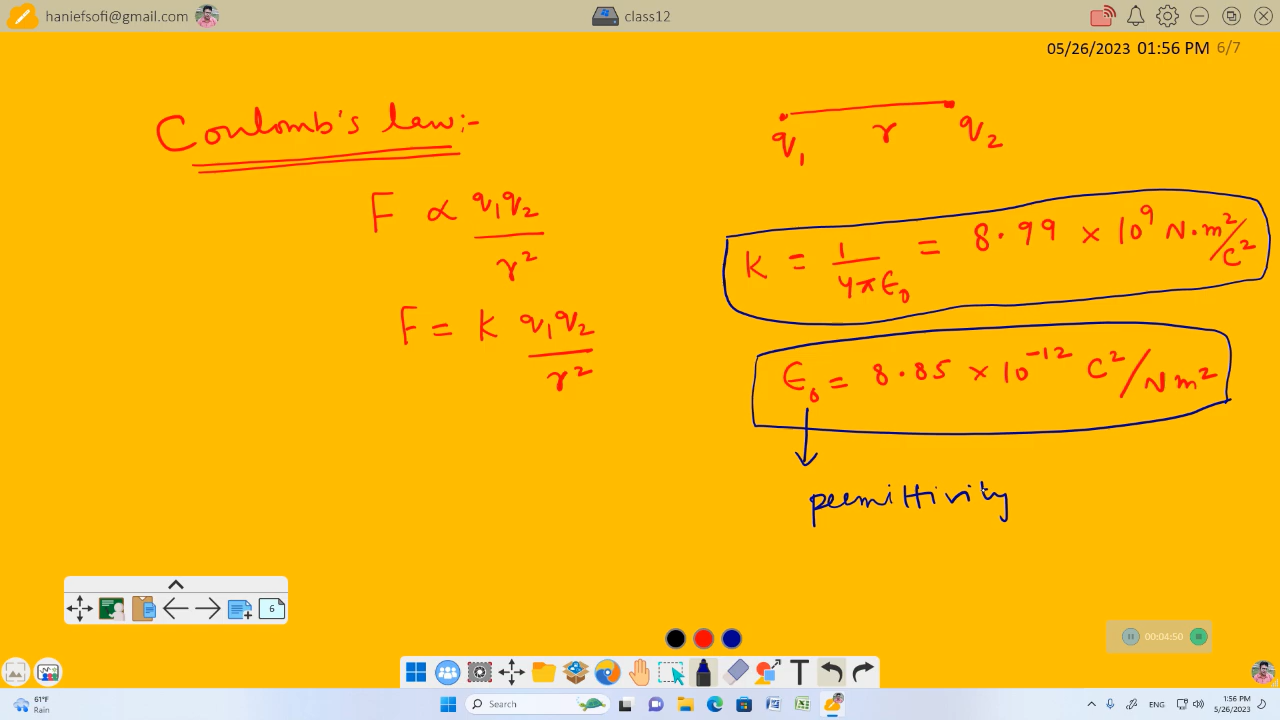 haniefsofi@gmail.com
class12
05/26/2023 01:56 PM 6/7
Coulomb's law:-
q₁ r q₂
F ∝ q₁q₂/r²
F = K q₁q₂/r²
K = 1/4πϵ₀ = 8.99 × 10⁹ N.m²/C²
ϵ₀ = 8.85 × 10⁻¹² C²/Nm²
permittivity
6
00:04:50
T
61°F
Rain
Search
ENG
1:56 PM
5/26/2023